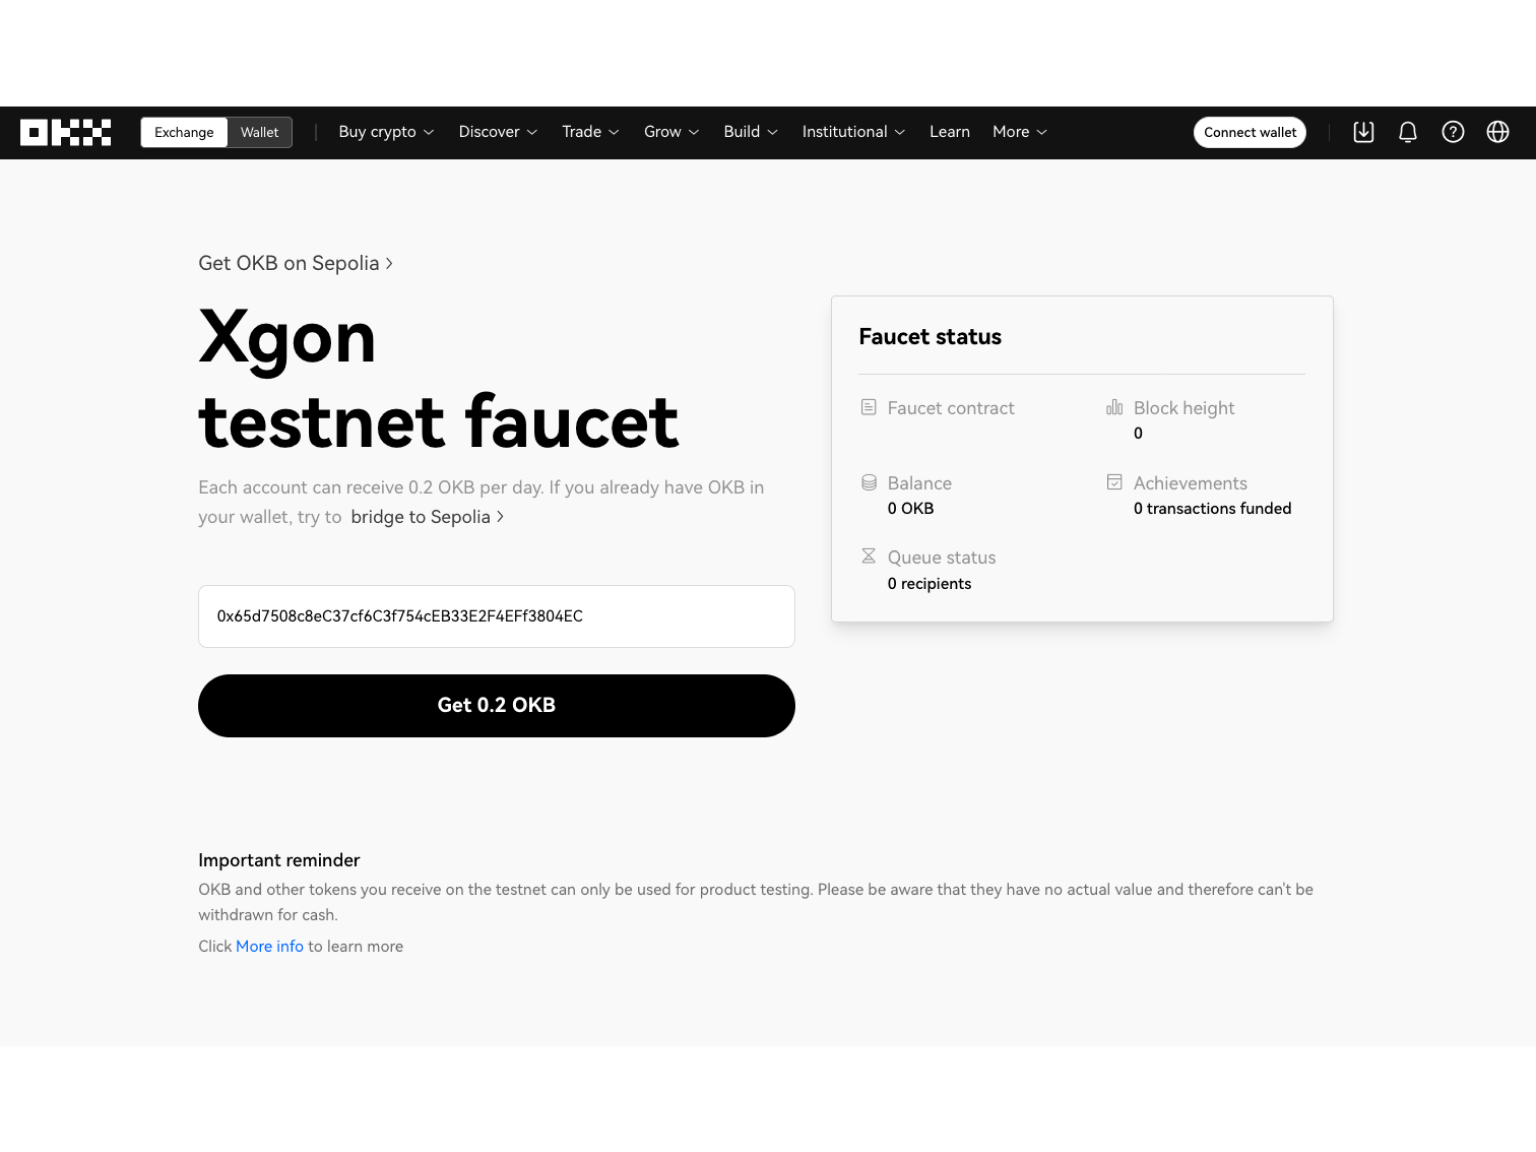 OKX
Exchange
Wallet
Buy crypto
Discover
Trade
Grow
Build
Institutional
Learn
More
Connect wallet
Get OKB on Sepolia
Xgon
testnet faucet
Each account can receive 0.2 OKB per day. If you already have OKB in
your wallet, try to bridge to Sepolia
0x65d7508c8eC37cf6C3f754cEB33E2F4EFf3804EC
Get 0.2 OKB
Faucet status
Faucet contract
Block height
0
Balance
0 OKB
Achievements
0 transactions funded
Queue status
0 recipients
Important reminder
OKB and other tokens you receive on the testnet can only be used for product testing. Please be aware that they have no actual value and therefore can't be
withdrawn for cash.
Click More info to learn more